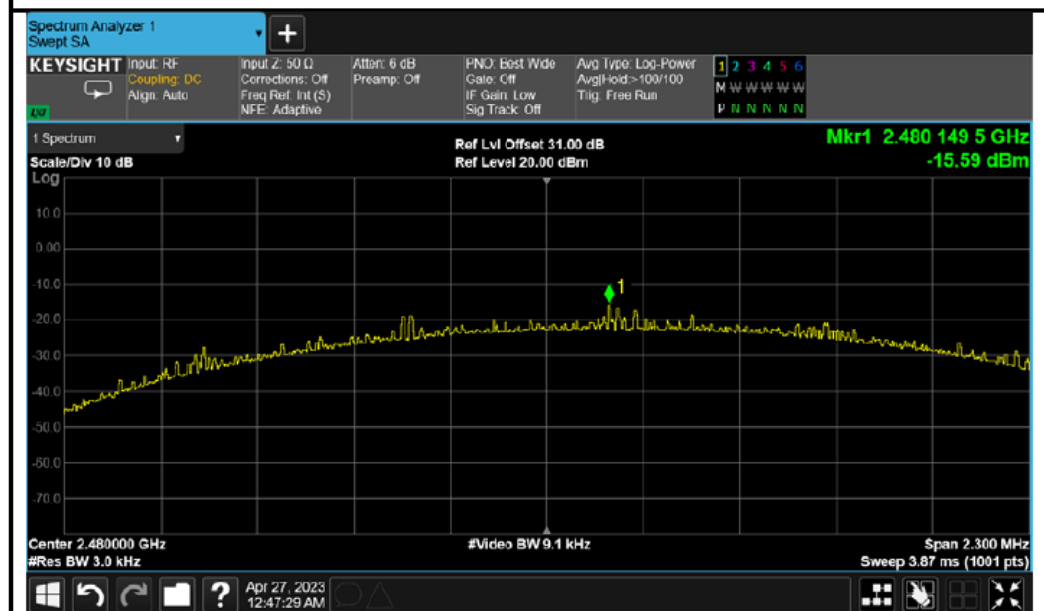 Spectrum Analyzer 1
Swept SA
+
KEYSIGHT Input: RF Input Z: 50 Ω Atten: 6 dB PNO: Best Wide Avg Type: Log-Power 1 2 3 4 5 6
Coupling: DC Corrections: Off Preamp: Off Gate: Off Avg|Hold:>100/100 M W W W W W
Align: Auto Freq Ref: Int (S) IF Gain: Low Trig: Free Run
NFE: Adaptive Sig Track: Off P N N N N N
1 Spectrum Ref Lvl Offset 31.00 dB Mkr1 2.480 149 5 GHz
Scale/Div 10 dB Ref Level 20.00 dBm -15.59 dBm
Log
10.0
0.00
-10.0
1
-20.0
-30.0
-40.0
-50.0
-60.0
-70.0
Center 2.480000 GHz #Video BW 9.1 kHz Span 2.300 MHz
#Res BW 3.0 kHz Sweep 3.87 ms (1001 pts)
? Apr 27, 2023
12:47:29 AM